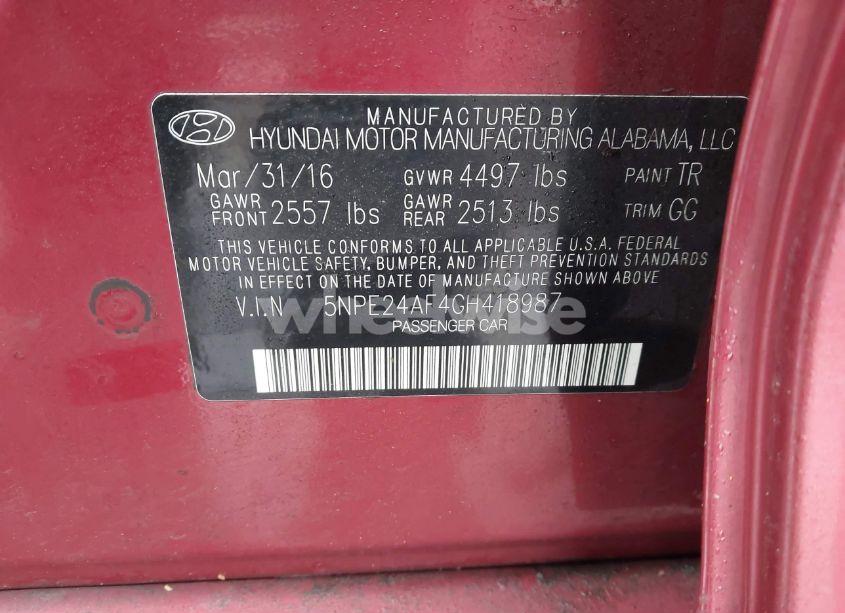 MANUFACTURED BY
HYUNDAI MOTOR MANUFACTURING ALABAMA, LLC
Mar/31/16 GVWR 4497 lbs PAINT TR
GAWR FRONT 2557 lbs GAWR REAR 2513 lbs TRIM GG
THIS VEHICLE CONFORMS TO ALL APPLICABLE U.S.A. FEDERAL
MOTOR VEHICLE SAFETY, BUMPER, AND THEFT PREVENTION STANDARDS
IN EFFECT ON THE DATE OF MANUFACTURE SHOWN ABOVE.
V.I.N 5NPE24AF4GH418987
wheelwise
PASSENGER CAR